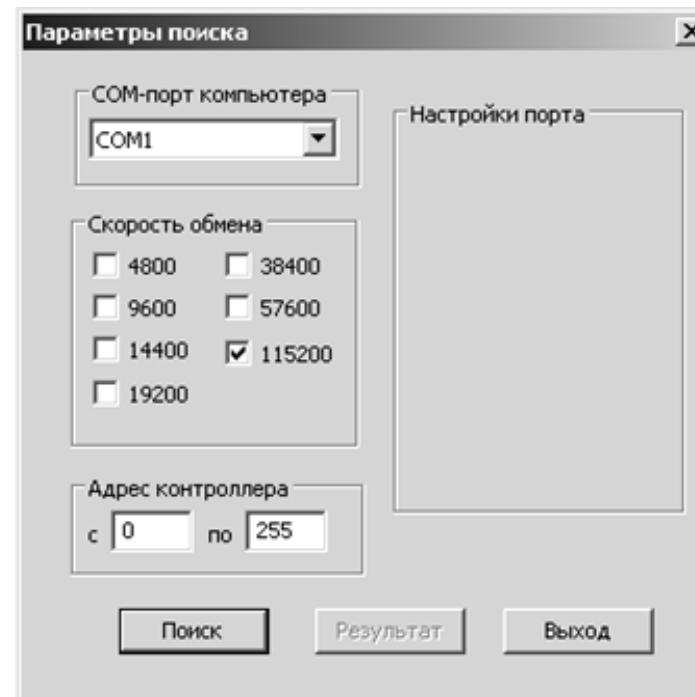 Параметры поиска
COM-порт компьютера
COM1
Настройки порта
Скорость обмена
4800 38400
9600 57600
14400 115200
19200
Адрес контроллера
с 0 по 255
Поиск Результат Выход